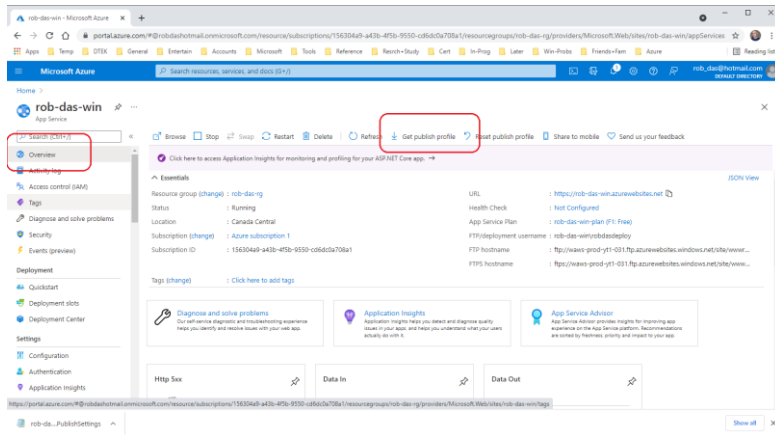 rob-das-win - Microsoft Azure
portal.azure.com/#@robdashotmail.onmicrosoft.com/resource/subscriptions/156304a9-a43b-4f5b-9550-cd6dc0a708a1/resourcegroups/rob-das-rg/providers/Microsoft.Web/sites/rob-das-win/appServices
Apps Temp OTEK General Entertain Accounts Microsoft Tools Reference Resrch+Study Cert In-Prog Later Win-Probs Friends+Fam Azure Reading list
Microsoft Azure
Search resources, services, and docs (G+/)
rob_das@hotmail.com
DEFAULT DIRECTORY
Home >
rob-das-win
App Service
Search (Ctrl+/)
Browse Stop Swap Restart Delete Refresh Get publish profile Reset publish profile Share to mobile Send us your feedback
Overview
Activity log
Access control (IAM)
Tags
Diagnose and solve problems
Security
Events (preview)
Deployment
Quickstart
Deployment slots
Deployment Center
Settings
Configuration
Authentication
Application Insights
Click here to access Application Insights for monitoring and profiling for your ASP.NET Core app. →
Essentials
JSON View
Resource group (change) : rob-das-rg
Status : Running
Location : Canada Central
Subscription (change) : Azure subscription 1
Subscription ID : 156304a9-a43b-4f5b-9550-cd6dc0a708a1
URL : https://rob-das-win.azurewebsites.net
Health Check : Not Configured
App Service Plan : rob-das-win-plan (F1: Free)
FTP/deployment username : rob-das-win\robdasdeploy
FTP hostname : ftp://waws-prod-yt1-031.ftp.azurewebsites.windows.net/site/wwwr...
FTPS hostname : ftps://waws-prod-yt1-031.ftp.azurewebsites.windows.net/site/www...
Tags (change) : Click here to add tags
Diagnose and solve problems
Our self-service diagnostic and troubleshooting experience
helps you identify and resolve issues with your web app.
Application Insights
Application Insights helps you detect and diagnose quality
issues in your apps, and helps you understand what your users
actually do with it.
App Service Advisor
App Service Advisor provides insights for improving app
experience on the App Service platform. Recommendations
are sorted by freshness, priority and impact to your app.
Http 5xx
Data In
Data Out
https://portal.azure.com/#@robdashotmail.onmicrosoft.com/resource/subscriptions/156304a9-a43b-4f5b-9550-cd6dc0a708a1/resourcegroups/rob-das-rg/providers/Microsoft.Web/sites/rob-das-win/tags
rob-da....PublishSettings
Show all